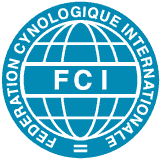 FEDERATION CYNOLOGIQUE INTERNATIONALE
FCI